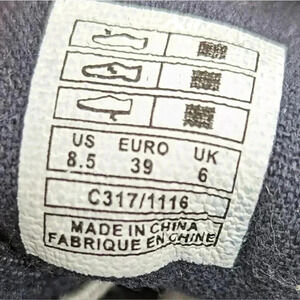 US EURO UK
8.5 39 6
C317/1116
MADE IN CHINA
FABRIQUE EN CHINE